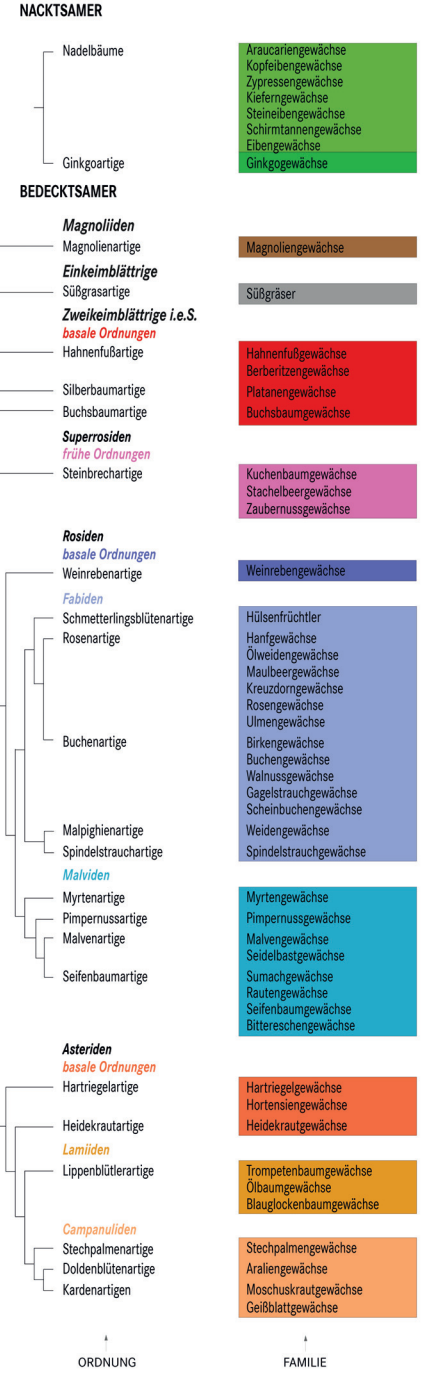 NACKTSAMER
Nadelbäume
Araucariengewächse
Kopfeibengewächse
Zypressengewächse
Kieferngewächse
Steineibengewächse
Schirmtannengewächse
Eibengewächse
Ginkgoartige
Ginkgogewächse
BEDECKTSAMER
Magnoliiden
Magnolienartige
Magnoliengewächse
Einkeimblättrige
Süßgrasartige
Süßgräser
Zweikeimblättrige i.e.S.
basale Ordnungen
Hahnenfußartige
Hahnenfußgewächse
Berberitzengewächse
Silberbaumartige
Platanengewächse
Buchsbaumartige
Buchsbaumgewächse
Superrosiden
frühe Ordnungen
Steinbrechartige
Kuchenbaumgewächse
Stachelbeergewächse
Zaubernussgewächse
Rosiden
basale Ordnungen
Weinrebenartige
Weinrebengewächse
Fabiden
Schmetterlingsblütenartige
Hülsenfrüchtler
Rosenartige
Hanfgewächse
Ölweidengewächse
Maulbeergewächse
Kreuzdorngewächse
Rosengewächse
Ulmengewächse
Buchenartige
Birkengewächse
Buchengewächse
Walnussgewächse
Gagelstrauchgewächse
Scheinbuchengewächse
Malpighienartige
Weidengewächse
Spindelstrauchartige
Spindelstrauchgewächse
Malviden
Myrtenartige
Myrtengewächse
Pimpernussartige
Pimpernussgewächse
Malvenartige
Malvengewächse
Seidelbastgewächse
Seifenbaumartige
Sumachgewächse
Rautengewächse
Seifenbaumgewächse
Bittereschengewächse
Asteriden
basale Ordnungen
Hartriegelartige
Hartriegelgewächse
Hortensiengewächse
Heidekrautartige
Heidekrautgewächse
Lamiiden
Lippenblütlerartige
Trompetenbaumgewächse
Ölbaumgewächse
Blauglockenbaumgewächse
Campanuliden
Stechpalmenartige
Stechpalmengewächse
Doldenblütenartige
Araliengewächse
Kardenartigen
Moschuskrautgewächse
Geißblattgewächse
ORDNUNG
FAMILIE